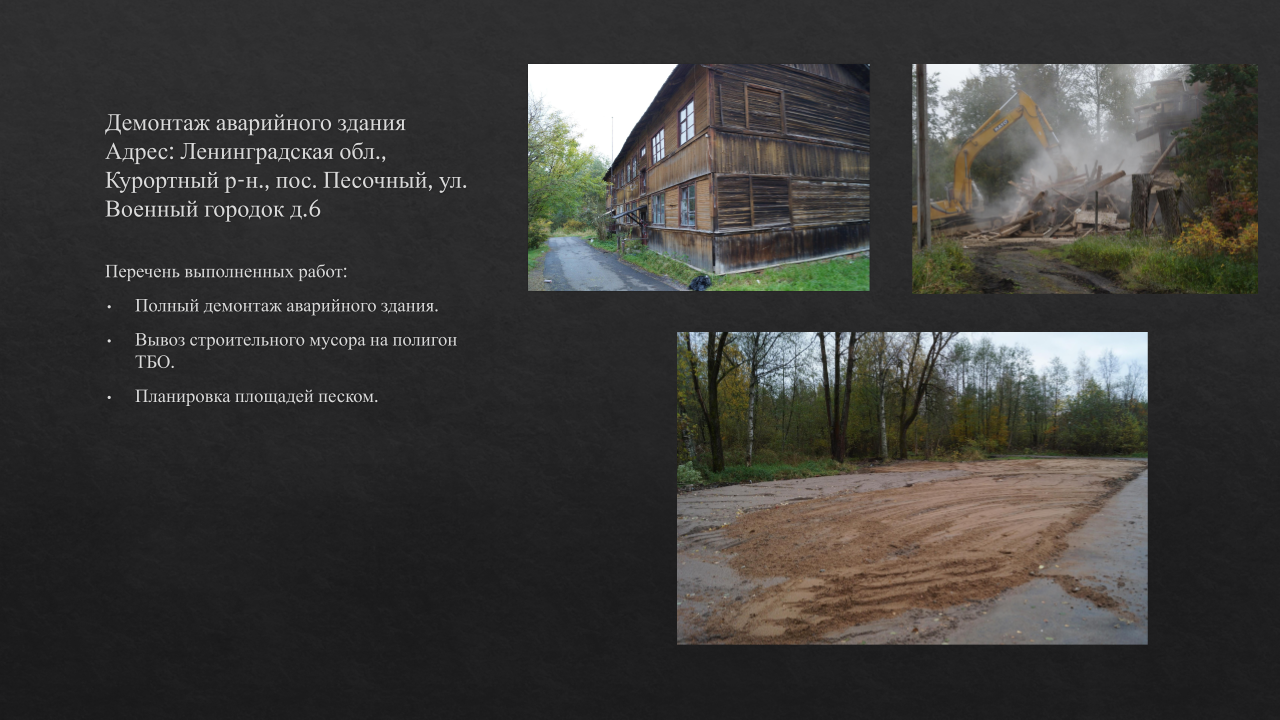 Демонтаж аварийного здания
Адрес: Ленинградская обл.,
Курортный р-н., пос. Песочный, ул.
Военный городок д.6
Перечень выполненных работ:
• Полный демонтаж аварийного здания.
• Вывоз строительного мусора на полигон
ТБО.
• Планировка площадей песком.